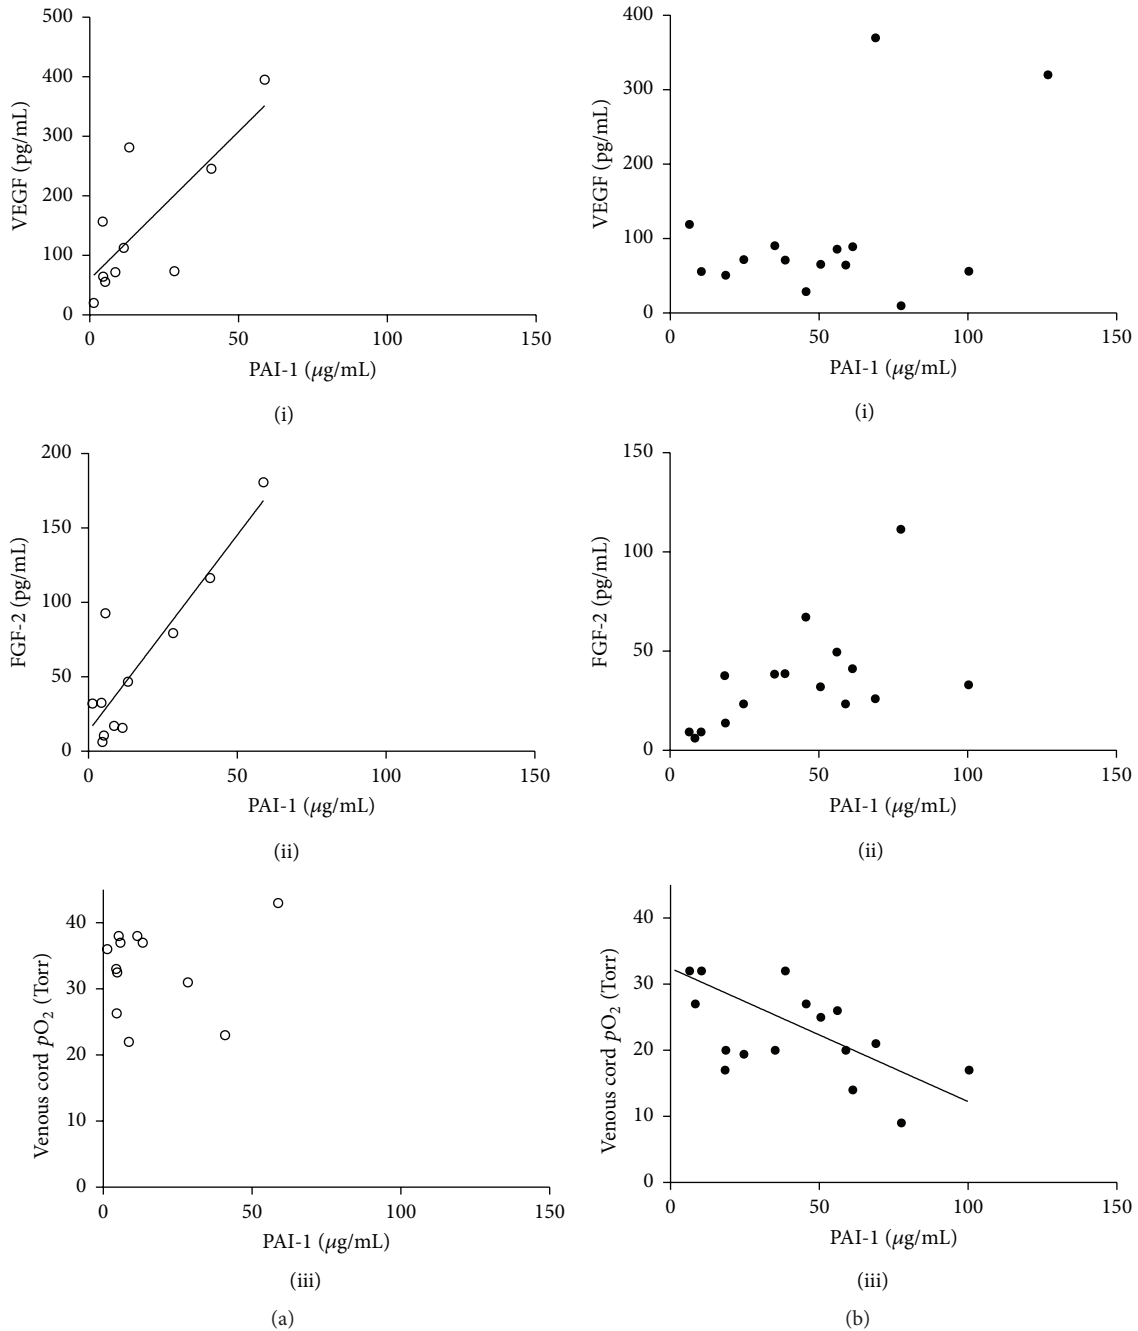 500
400
300
200
100
0
VEGF (pg/mL)
0 50 100 150
PAI-1 (μg/mL)
(i)
400
300
200
100
0
VEGF (pg/mL)
0 50 100 150
PAI-1 (μg/mL)
(i)
200
150
100
50
0
FGF-2 (pg/mL)
0 50 100 150
PAI-1 (μg/mL)
(ii)
150
100
50
0
FGF-2 (pg/mL)
0 50 100 150
PAI-1 (μg/mL)
(ii)
40
30
20
10
0
Venous cord pO₂ (Torr)
0 50 100 150
PAI-1 (μg/mL)
(iii)
(a)
40
30
20
10
0
Venous cord pO₂ (Torr)
0 50 100 150
PAI-1 (μg/mL)
(iii)
(b)